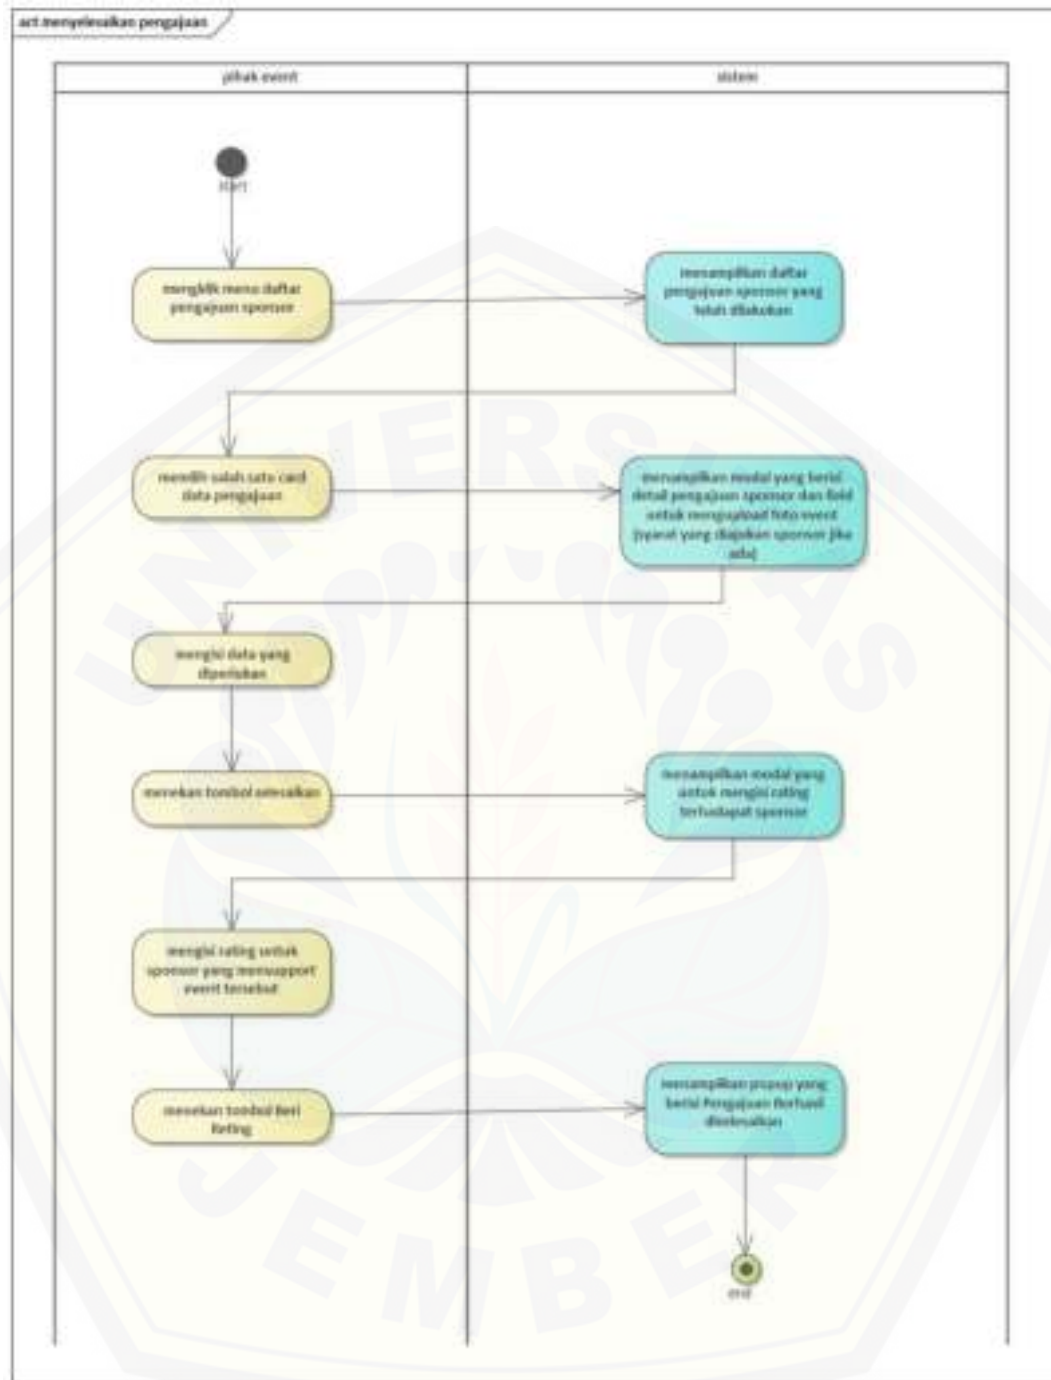 act menyelesaikan pengajuan
pihak event
sistem
start
mengklik menu daftar
pengajuan sponsor
menampilkan daftar
pengajuan sponsor yang
telah dilakukan
memilih salah satu card
data pengajuan
menampilkan modal yang berisi
detail pengajuan sponsor dan field
untuk mengupload foto event
(syarat yang diajukan sponsor jika
ada)
mengisi data yang
diperlukan
menekan tombol selesaikan
menampilkan modal yang
untuk mengisi rating
terhadapat sponsor
mengisi rating untuk
sponsor yang mensupport
event tersebut
menekan tombol Beri
Reting
menampilkan popup yang
berisi Pengajuan Berhasil
diselesaikan
end
UNIVERSITAS
JEMBER